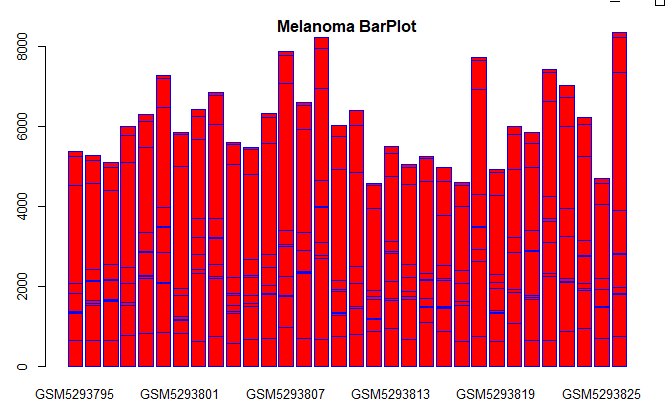 Melanoma BarPlot
8000
6000
4000
2000
0
GSM5293795 GSM5293801 GSM5293807 GSM5293813 GSM5293819 GSM5293825